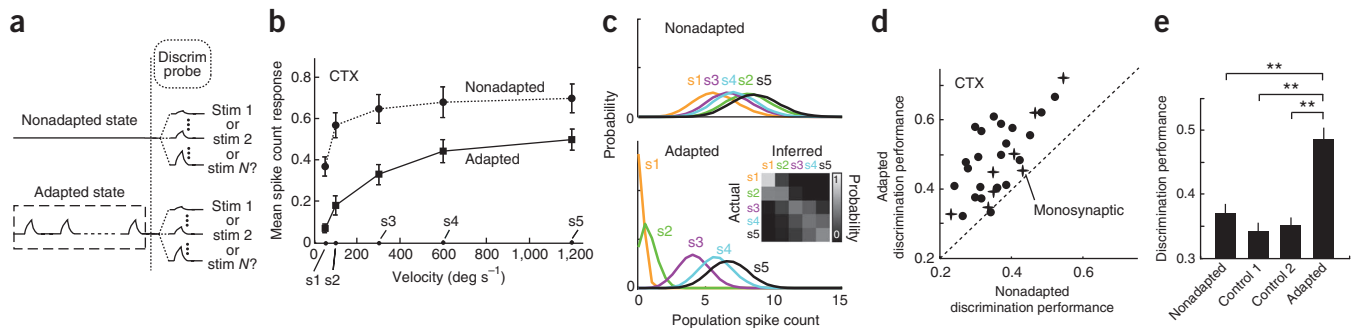 a
Discrim
probe
Nonadapted state
Stim 1
or
stim 2
or
stim N?
Adapted state
Stim 1
or
stim 2
or
stim N?
b
CTX
Nonadapted
Adapted
Mean spike count response
0.8
0.6
0.4
0.2
0
0
200
400
600
800
1,000
1,200
s1 s2
s3
s4
s5
Velocity (deg s⁻¹)
c
Nonadapted
s1 s3 s4 s2 s5
Probability
Adapted
s1
s2
s3
s4
s5
Inferred
s1 s2 s3 s4 s5
Actual
s1
s2
s3
s4
s5
1
0
Probability
0
5
10
15
Population spike count
d
CTX
Adapted
discrimination performance
0.6
0.4
0.2
0.2
0.4
0.6
Monosynaptic
Nonadapted
discrimination performance
e
**
**
**
Discrimination performance
0.5
0.4
0.3
Nonadapted
Control 1
Control 2
Adapted